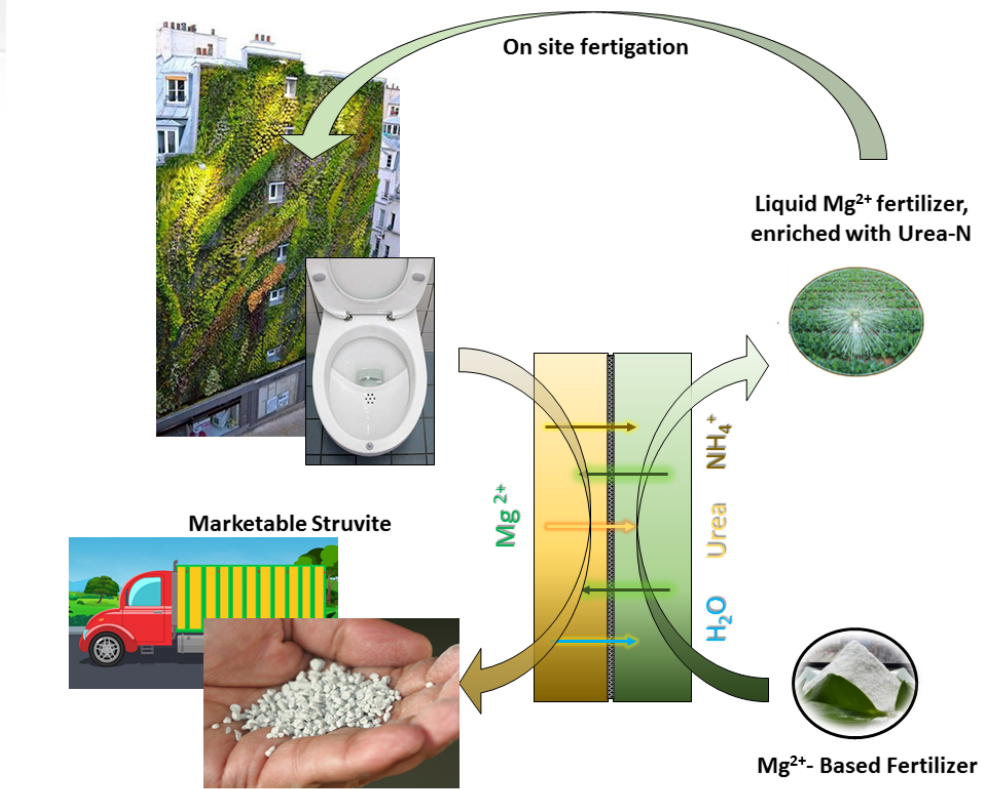 On site fertigation
Liquid Mg²⁺ fertilizer,
enriched with Urea-N
NH₄⁺
Mg²⁺
Urea
Marketable Struvite
H₂O
Mg²⁺- Based Fertilizer